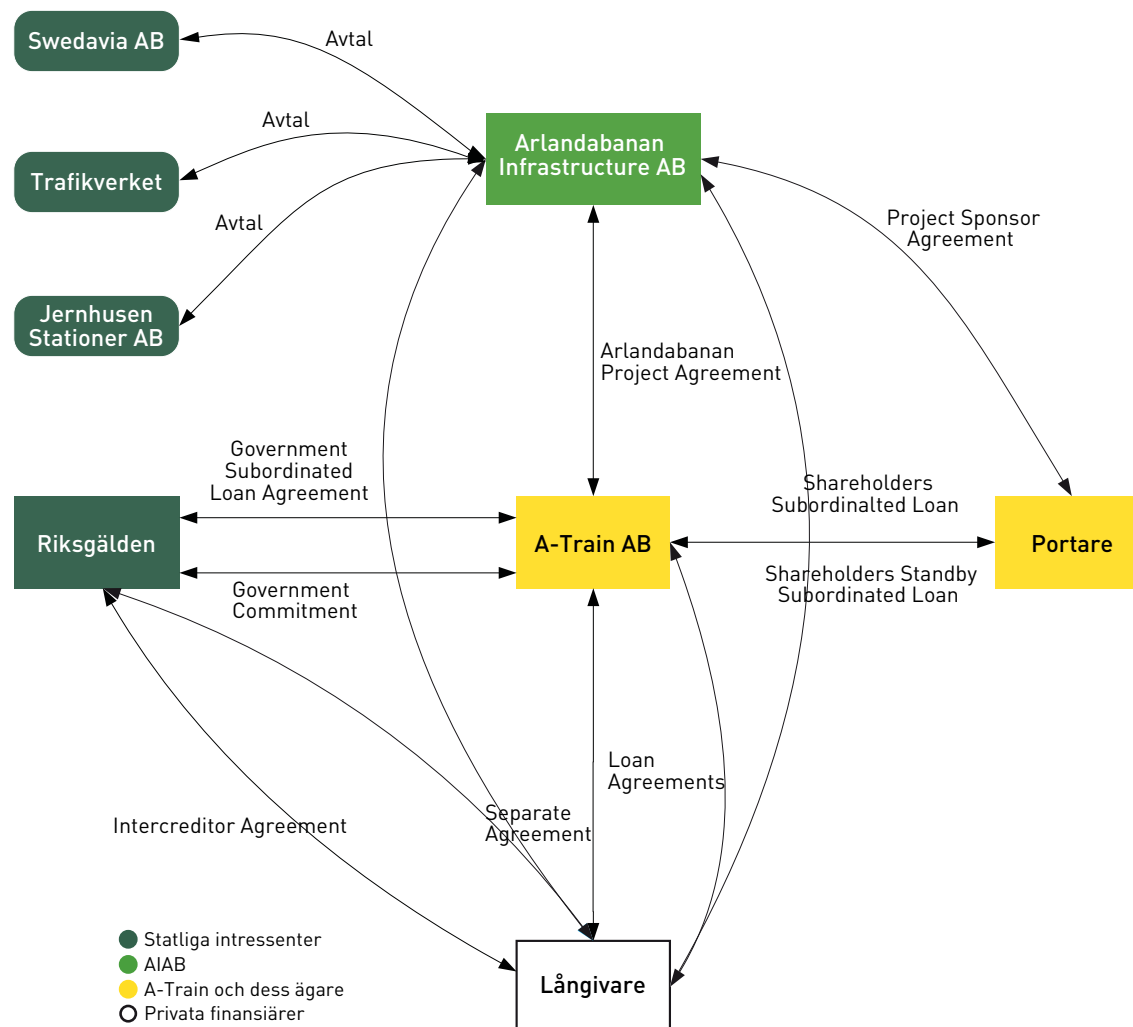 Swedavia AB
Avtal
Avtal
Arlandabanan
Infrastructure AB
Trafikverket
Avtal
Project Sponsor
Agreement
Jernhusen
Stationer AB
Arlandabanan
Project Agreement
Government
Subordinated
Loan Agreement
Shareholders
Subordinalted Loan
Riksgälden
A-Train AB
Portare
Government
Commitment
Shareholders Standby
Subordinated Loan
Loan
Agreements
Separate
Agreement
Intercreditor Agreement
Långivare
Statliga intressenter
AIAB
A-Train och dess ägare
Privata finansiärer